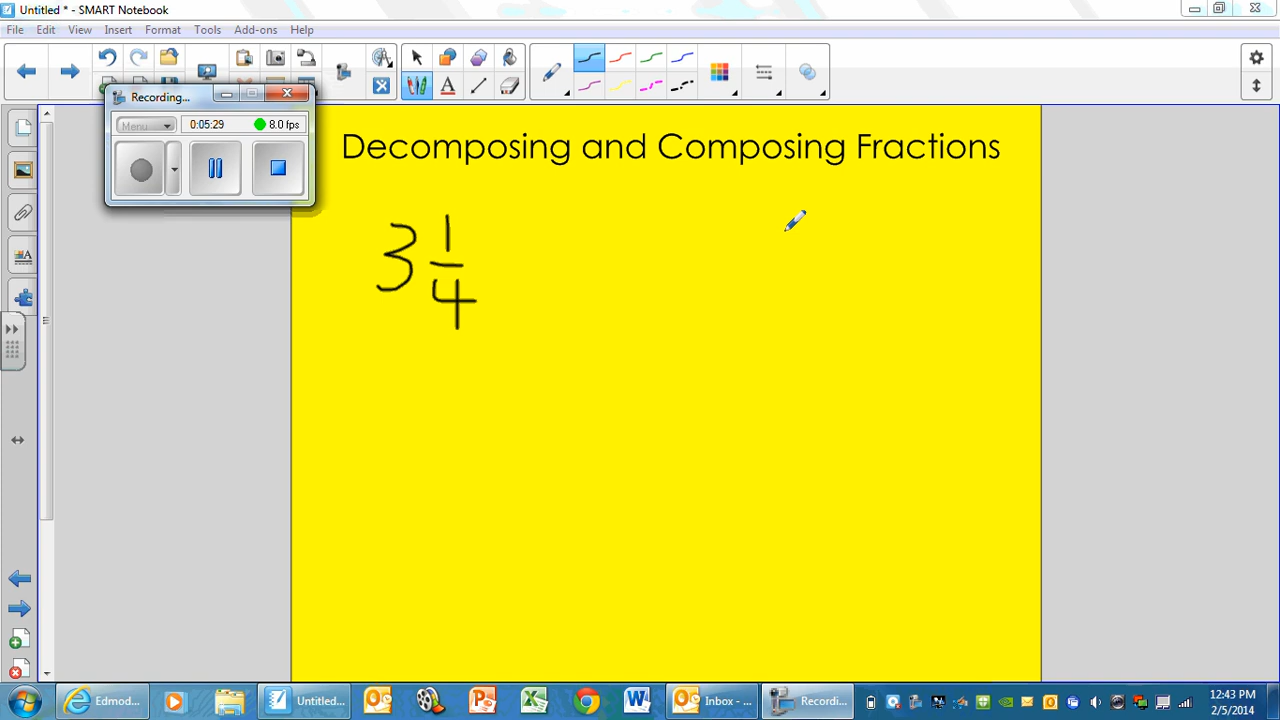 Untitled * - SMART Notebook
File Edit View Insert Format Tools Add-ons Help
Recording...
Menu 0:05:29 8.0 fps
Decomposing and Composing Fractions
3 1/4
Edmod... Untitled... Inbox - ... Recordi... 12:43 PM
2/5/2014